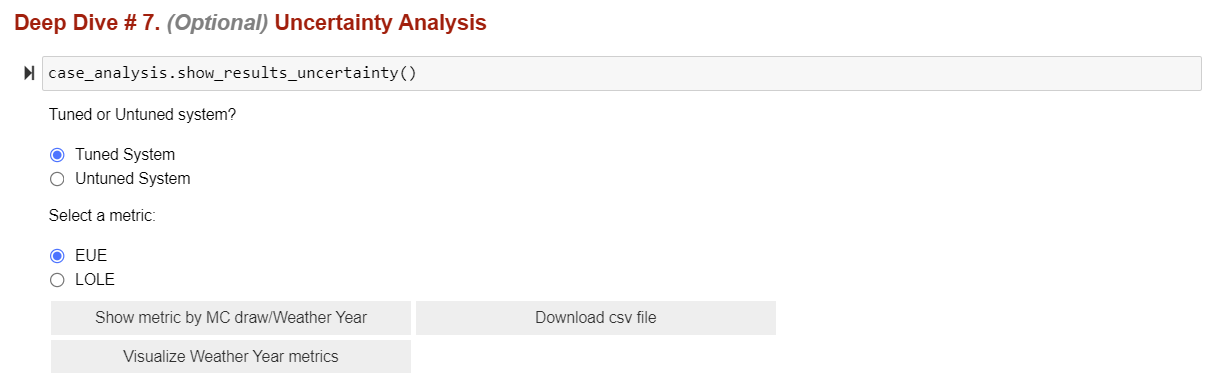 Deep Dive # 7. (Optional) Uncertainty Analysis
case_analysis.show_results_uncertainty()
Tuned or Untuned system?
Tuned System
Untuned System
Select a metric:
EUE
LOLE
Show metric by MC draw/Weather Year
Download csv file
Visualize Weather Year metrics